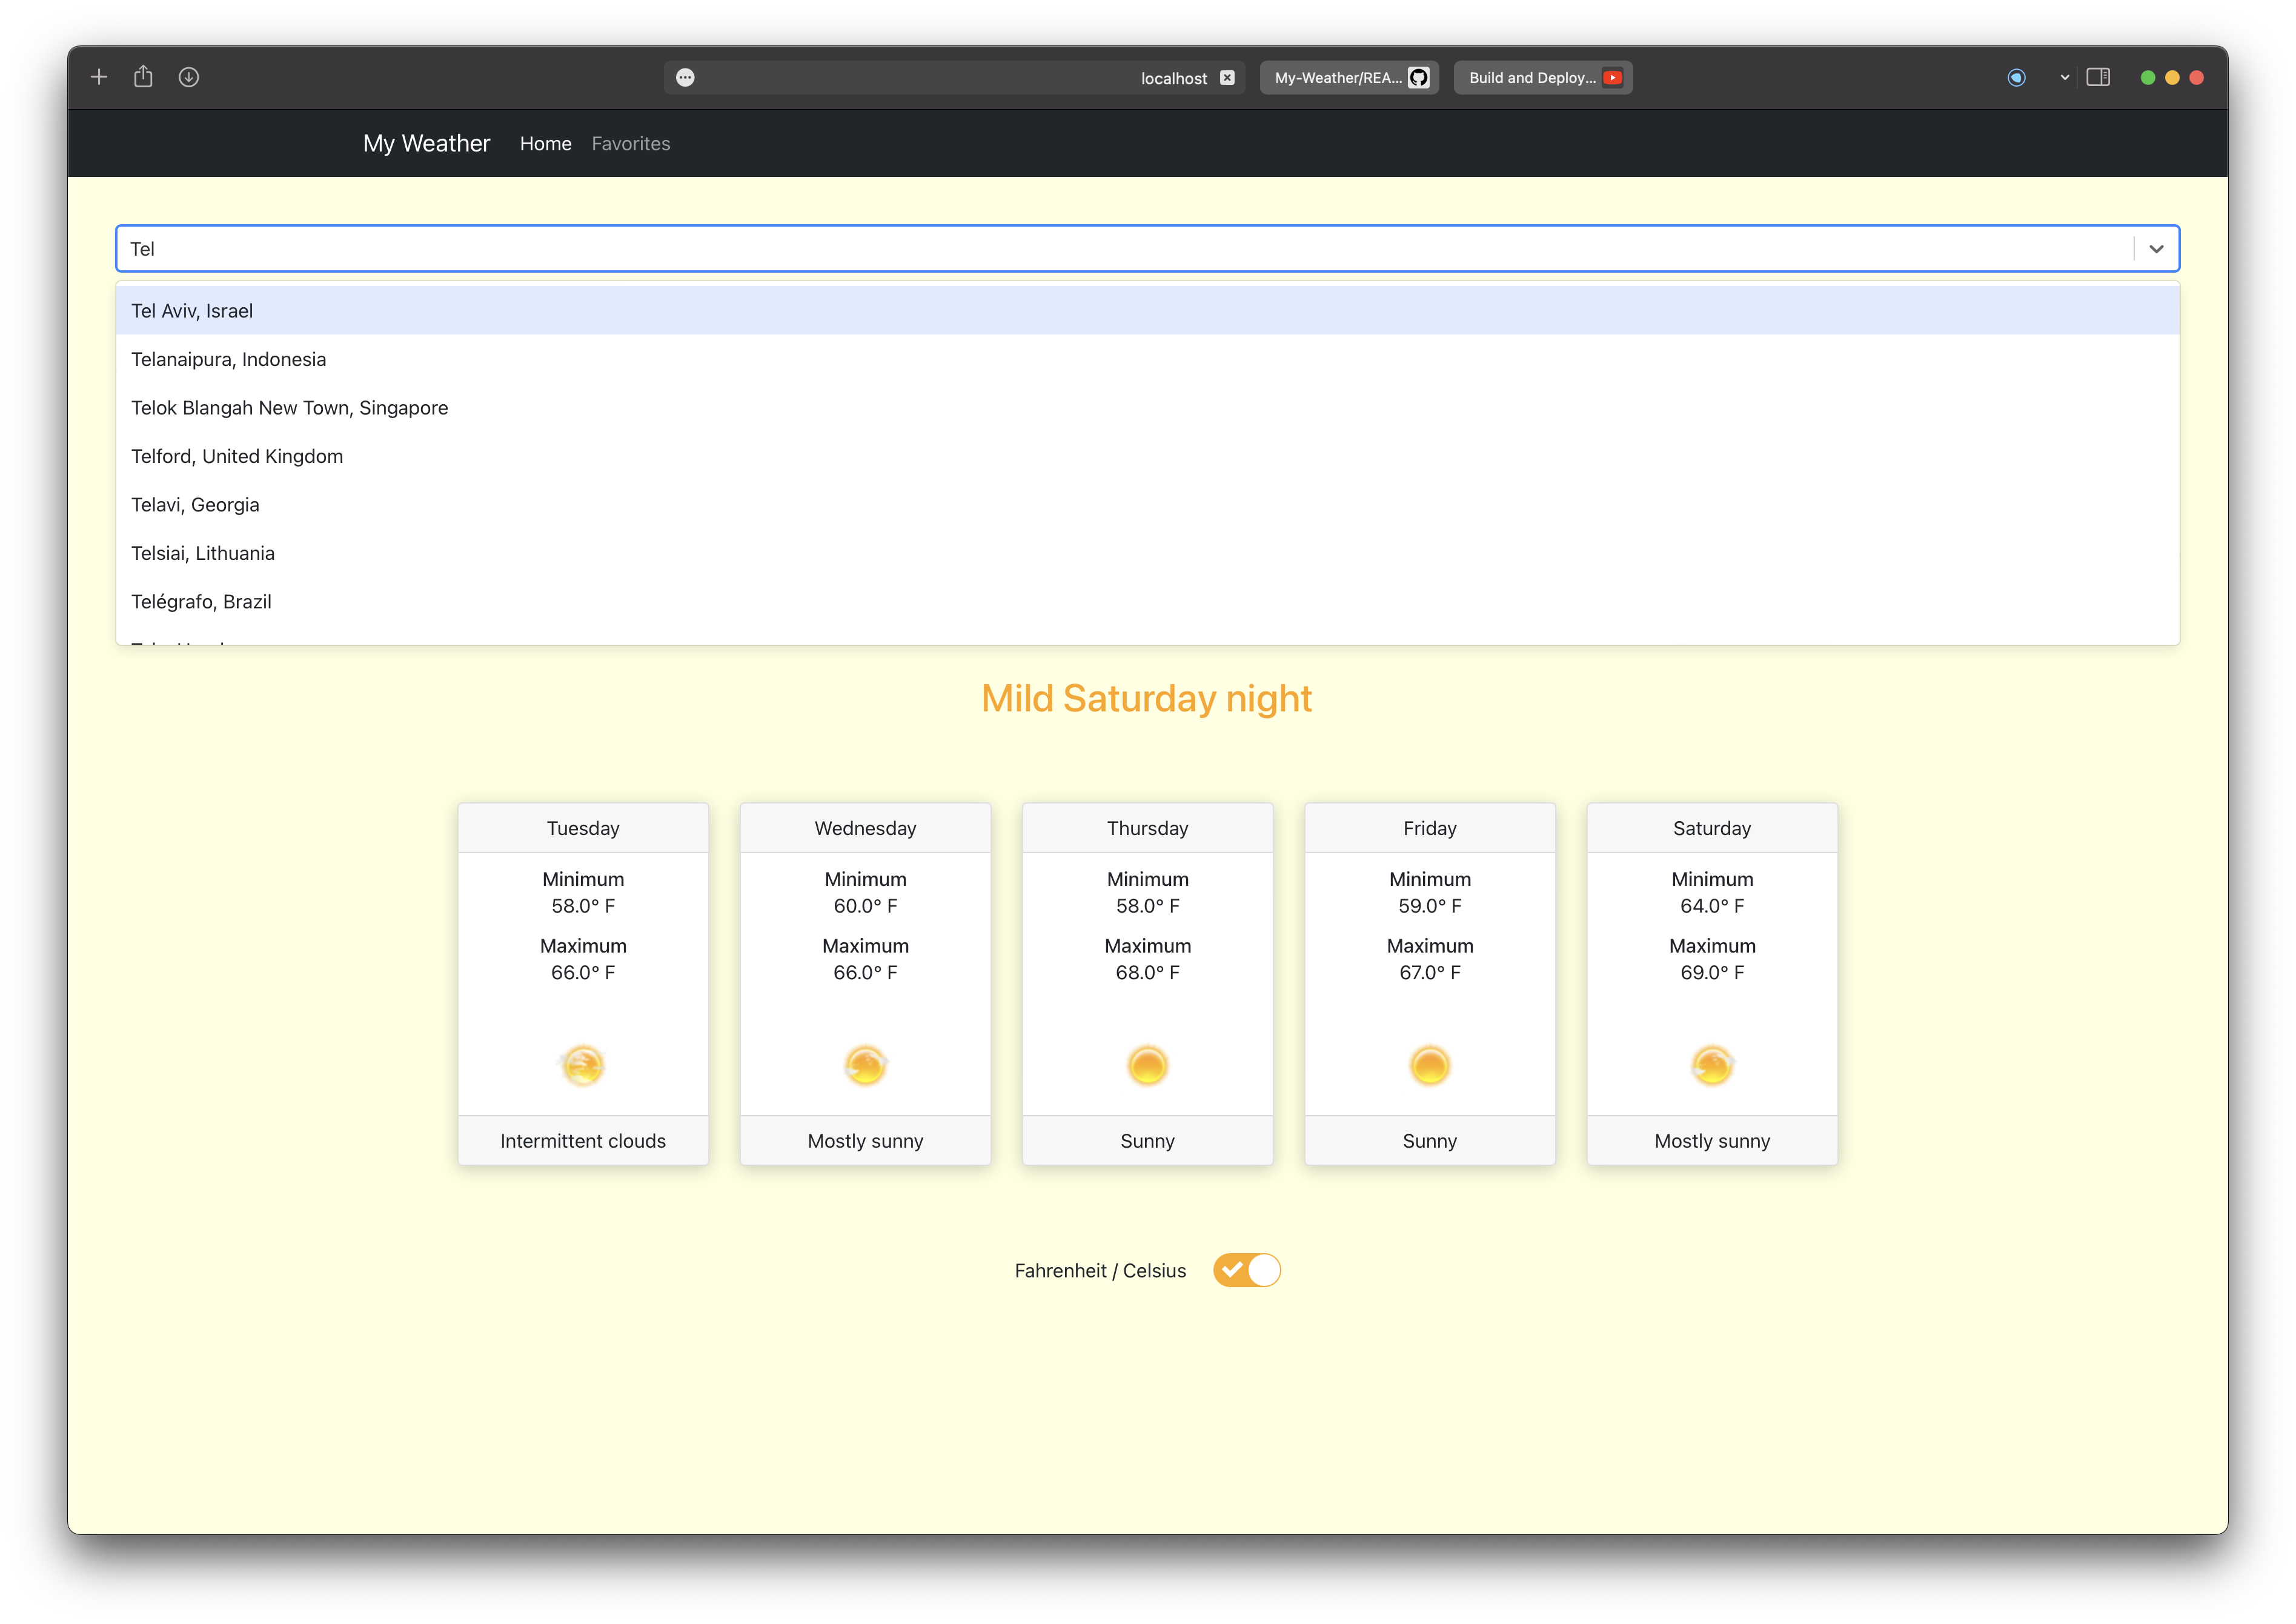 localhost
My-Weather/REA...
Build and Deploy...
My Weather Home Favorites
Tel
Tel Aviv, Israel
Telanaipura, Indonesia
Telok Blangah New Town, Singapore
Telford, United Kingdom
Telavi, Georgia
Telsiai, Lithuania
Telégrafo, Brazil
Mild Saturday night
Tuesday
Minimum
58.0° F
Maximum
66.0° F
Intermittent clouds
Wednesday
Minimum
60.0° F
Maximum
66.0° F
Mostly sunny
Thursday
Minimum
58.0° F
Maximum
68.0° F
Sunny
Friday
Minimum
59.0° F
Maximum
67.0° F
Sunny
Saturday
Minimum
64.0° F
Maximum
69.0° F
Mostly sunny
Fahrenheit / Celsius